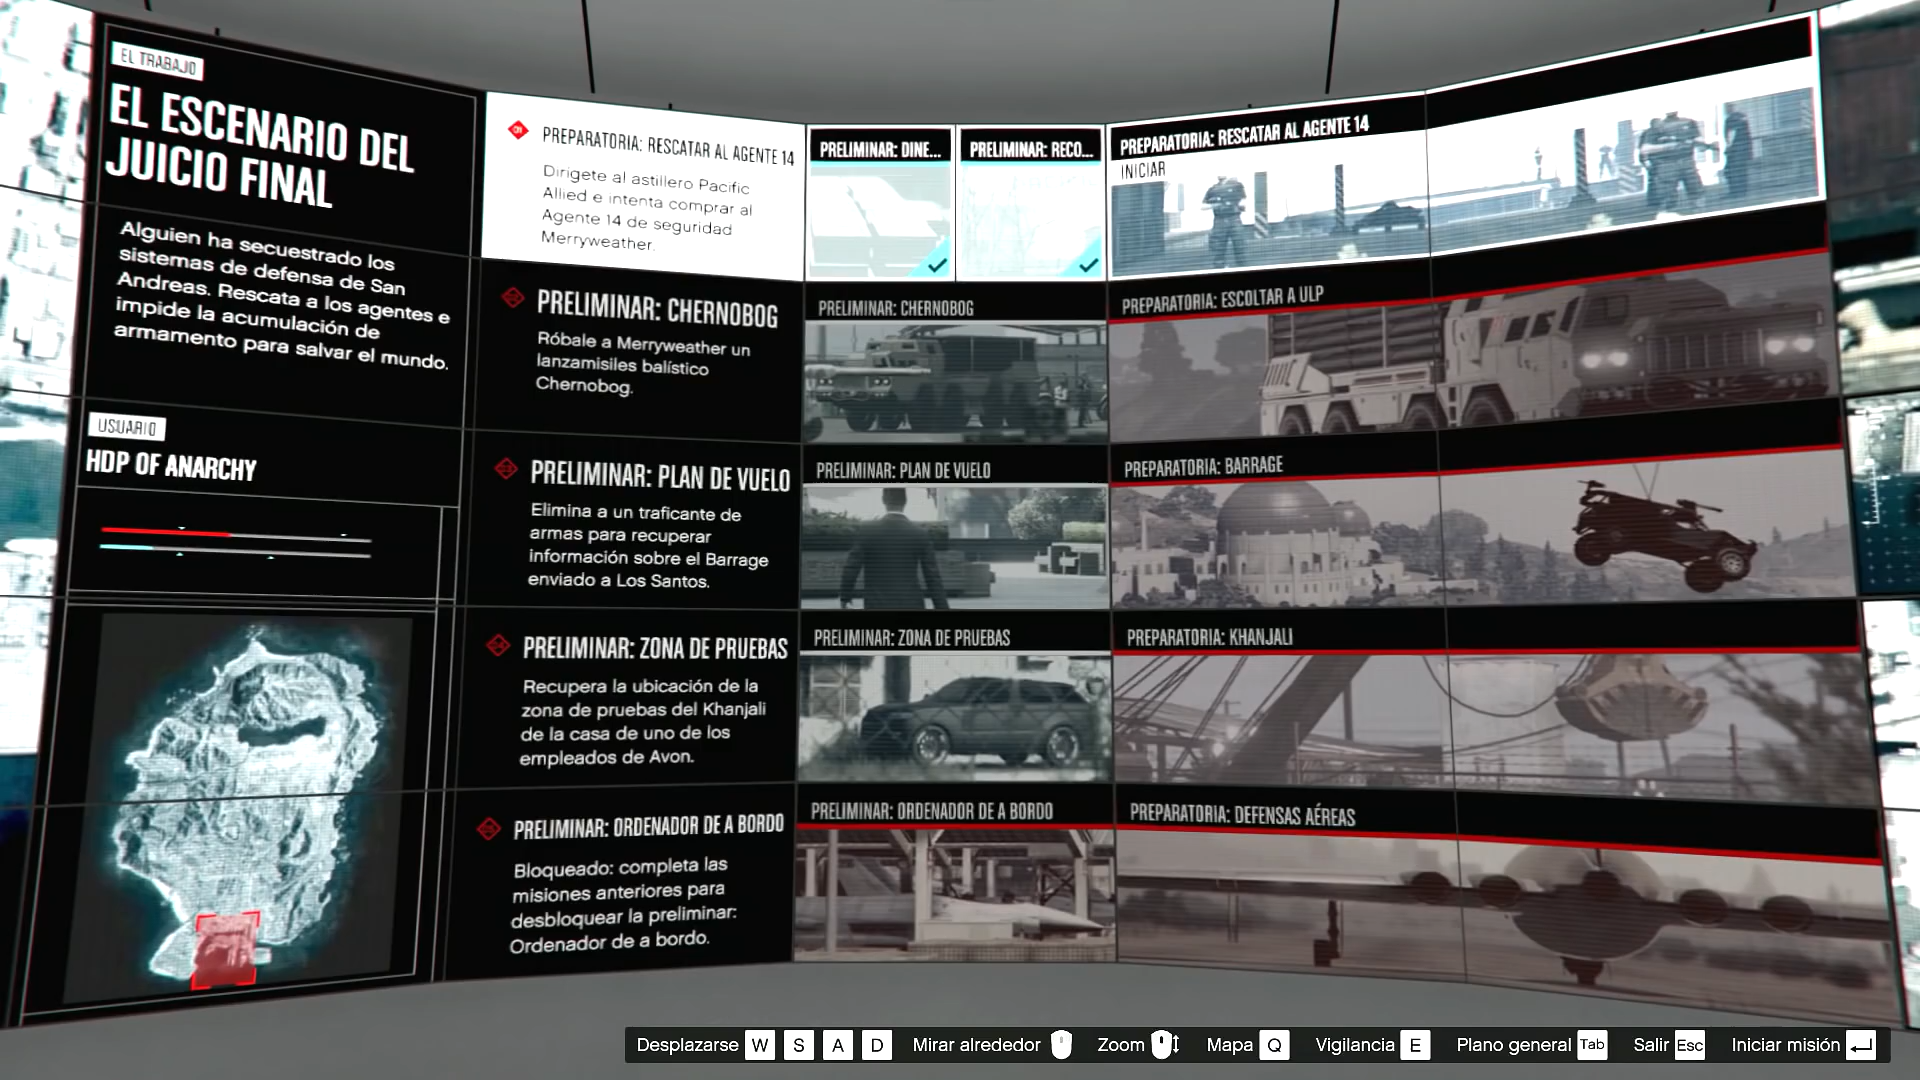 EL TRABAJO
EL ESCENARIO DEL
JUICIO FINAL
Alguien ha secuestrado los
sistemas de defensa de San
Andreas. Rescata a los agentes e
impide la acumulación de
armamento para salvar el mundo.
USUARIO
HDP OF ANARCHY
PREPARATORIA: RESCATAR AL AGENTE 14
Dirigete al astillero Pacific
Allied e intenta comprar al
Agente 14 de seguridad
Merryweather.
PRELIMINAR: CHERNOBOG
Róbale a Merryweather un
lanzamisiles balístico
Chernobog.
PRELIMINAR: PLAN DE VUELO
Elimina a un traficante de
armas para recuperar
información sobre el Barrage
enviado a Los Santos.
PRELIMINAR: ZONA DE PRUEBAS
Recupera la ubicación de la
zona de pruebas del Khanjali
de la casa de uno de los
empleados de Avon.
PRELIMINAR: ORDENADOR DE A BORDO
Bloqueado: completa las
misiones anteriores para
desbloquear la preliminar:
Ordenador de a bordo.
PRELIMINAR: DINE...
PRELIMINAR: RECO...
PREPARATORIA: RESCATAR AL AGENTE 14
INICIAR
PRELIMINAR: CHERNOBOG
PREPARATORIA: ESCOLTAR A ULP
PRELIMINAR: PLAN DE VUELO
PREPARATORIA: BARRAGE
PRELIMINAR: ZONA DE PRUEBAS
PREPARATORIA: KHANJALI
PRELIMINAR: ORDENADOR DE A BORDO
PREPARATORIA: DEFENSAS AÉREAS
Desplazarse W S A D Mirar alrededor Zoom Mapa Q Vigilancia E Plano general Tab Salir Esc Iniciar misión